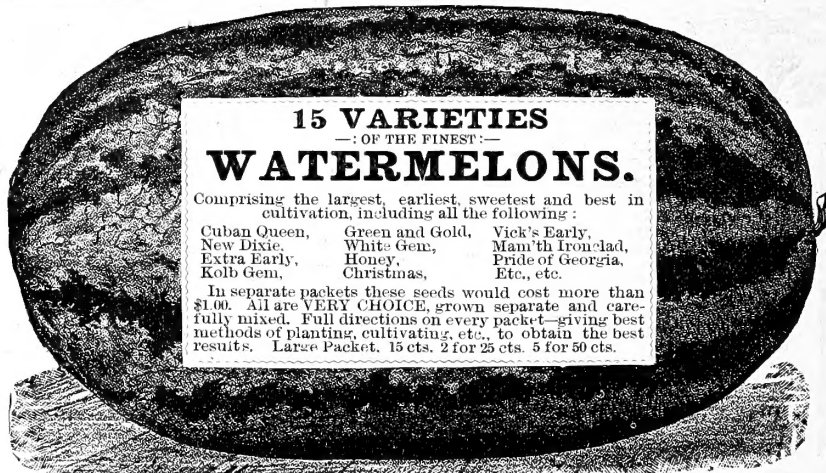 15 VARIETIES
—: OF THE FINEST :—
WATERMELONS.
Comprising the largest, earliest, sweetest and best in
cultivation, including all the following :
Cuban Queen, Green and Gold, Vick's Early,
New Dixie, White Gem, Mam'th Ironclad,
Extra Early, Honey, Pride of Georgia,
Kolb Gem, Christmas, Etc., etc.
In separate packets these seeds would cost more than
$1.00. All are VERY CHOICE, grown separate and care-
fully mixed. Full directions on every packet—giving best
methods of planting, cultivating, etc., to obtain the best
results. Large Packet, 15 cts. 2 for 25 cts. 5 for 50 cts.